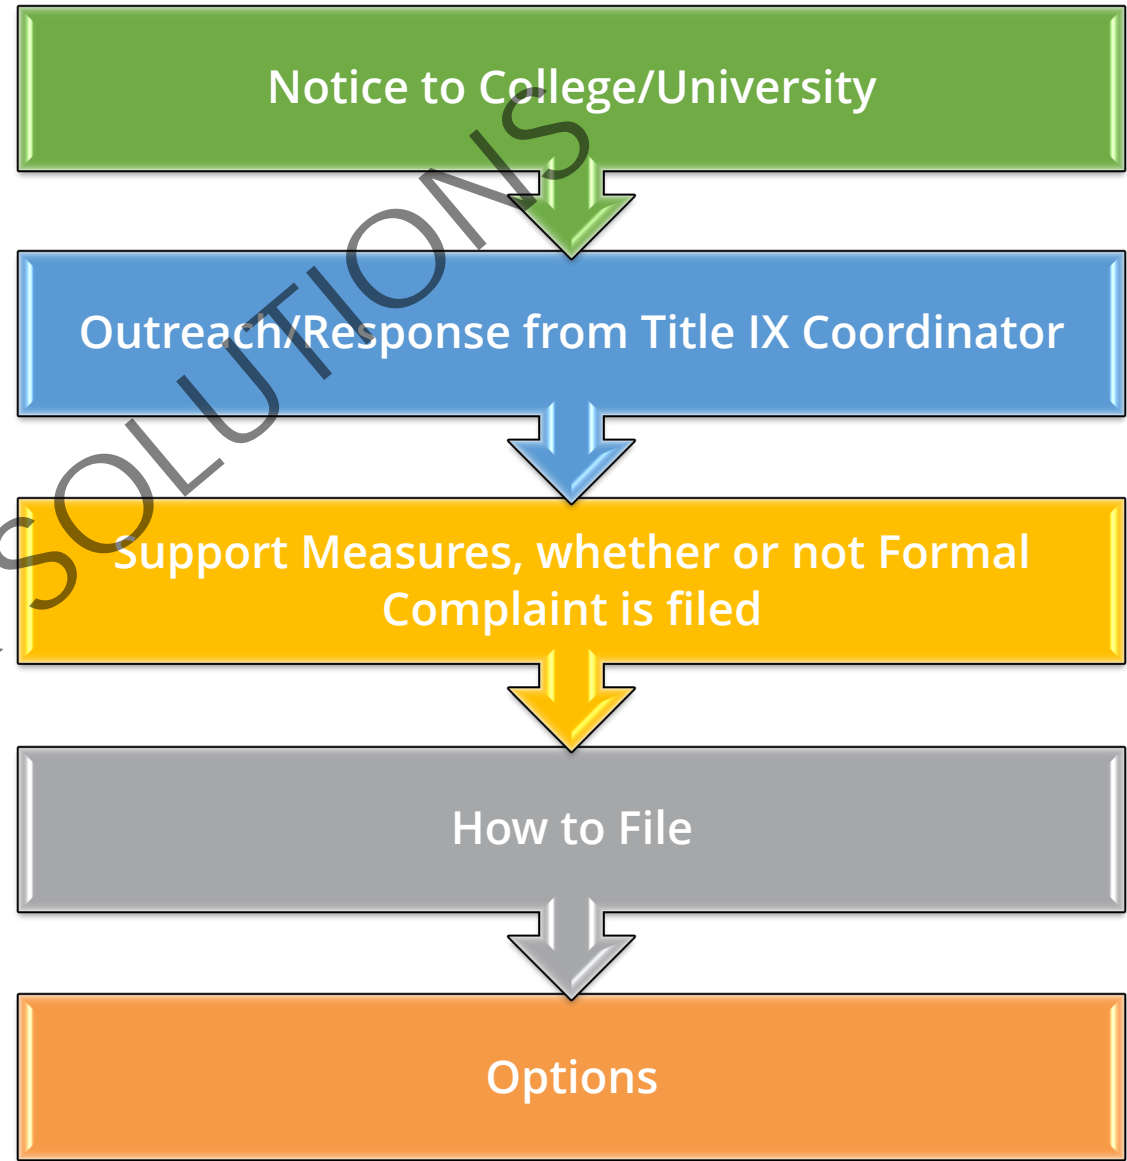 Notice to College/University
Outreach/Response from Title IX Coordinator
Support Measures, whether or not Formal
Complaint is filed
How to File
Options
SOLUTIONS